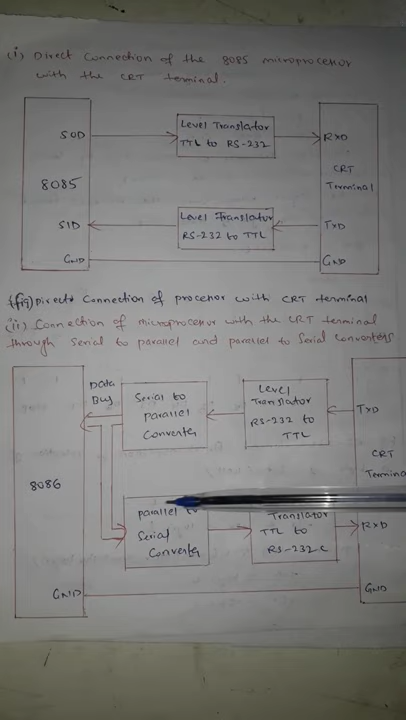 (i) Direct Connection of the 8085 microprocessor
with the CRT terminal.
SOD
Level Translator
TTL to RS-232
RXD
8085
CRT
Terminal
SID
Level Translator
RS-232 to TTL
TXD
GND
GND
(fig) Direct Connection of processor with CRT terminal
(ii) Connection of microprocessor with the CRT terminal
through Serial to parallel and parallel to Serial Converters
Data
Bus
Serial to
parallel
Converter
Level
Translator
RS-232 to
TTL
TXD
8086
CRT
Termina
parallel to
Serial
Converter
Translator
TTL to
RS-232C
RXD
GND
GND